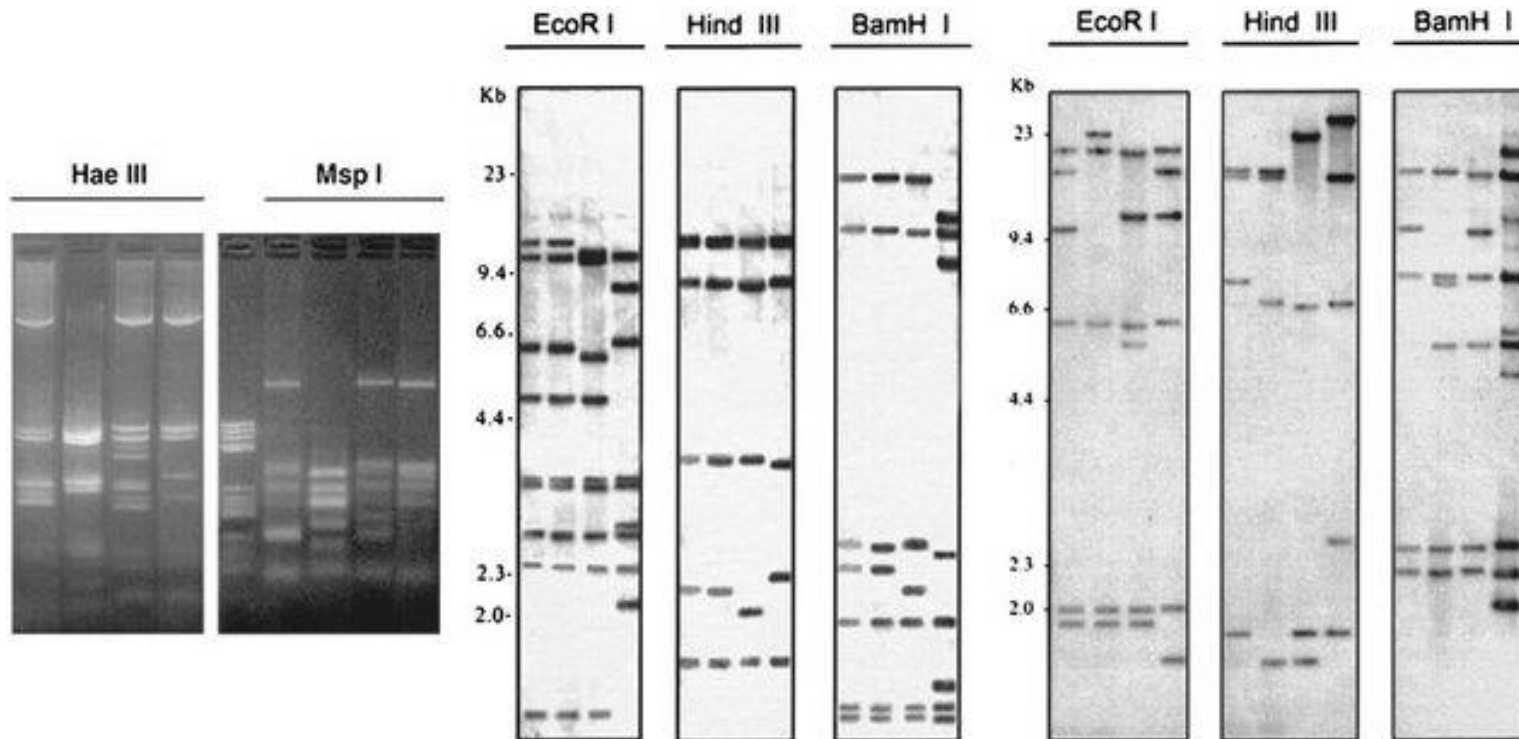 Hae III
Msp I
EcoR I
Hind III
BamH I
Kb
23-
9.4-
6.6-
4.4-
2.3-
2.0-
EcoR I
Hind III
BamH I
Kb
23
9.4
6.6
4.4
2.3
2.0